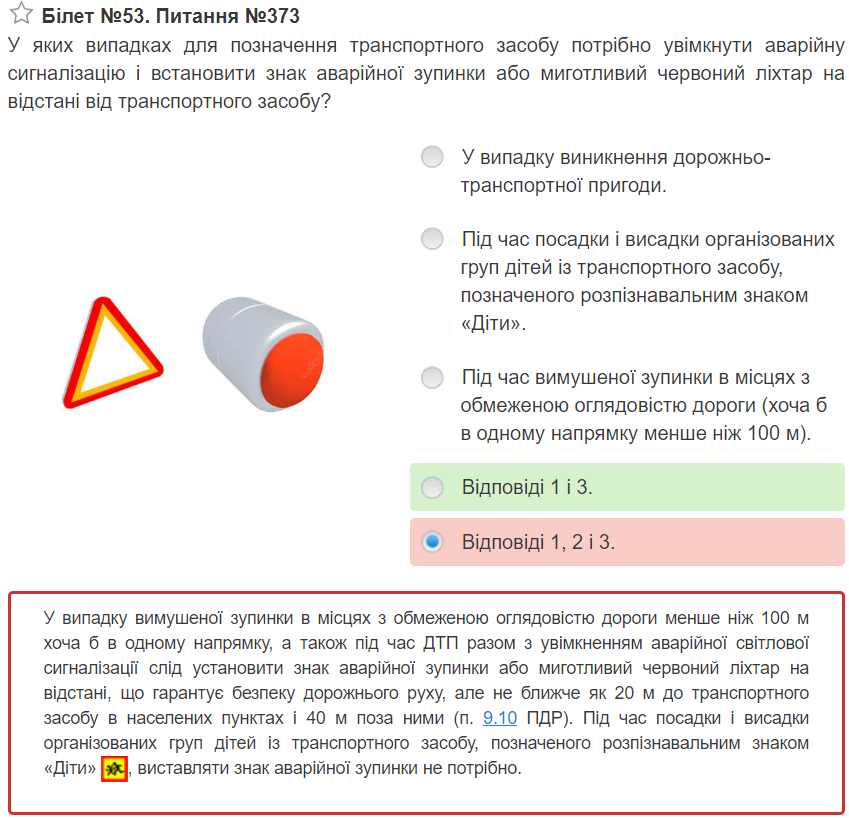 Білет №53. Питання №373
У яких випадках для позначення транспортного засобу потрібно увімкнути аварійну
сигналізацію і встановити знак аварійної зупинки або миготливий червоний ліхтар на
відстані від транспортного засобу?
У випадку виникнення дорожньо-
транспортної пригоди.
Під час посадки і висадки організованих
груп дітей із транспортного засобу,
позначеного розпізнавальним знаком
«Діти».
Під час вимушеної зупинки в місцях з
обмеженою оглядовістю дороги (хоча б
в одному напрямку менше ніж 100 м).
Відповіді 1 і 3.
Відповіді 1, 2 і 3.
У випадку вимушеної зупинки в місцях з обмеженою оглядовістю дороги менше ніж 100 м
хоча б в одному напрямку, а також під час ДТП разом з увімкненням аварійної світлової
сигналізації слід установити знак аварійної зупинки або миготливий червоний ліхтар на
відстані, що гарантує безпеку дорожнього руху, але не ближче як 20 м до транспортного
засобу в населених пунктах і 40 м поза ними (п. 9.10 ПДР). Під час посадки і висадки
організованих груп дітей із транспортного засобу, позначеного розпізнавальним знаком
«Діти» , виставляти знак аварійної зупинки не потрібно.